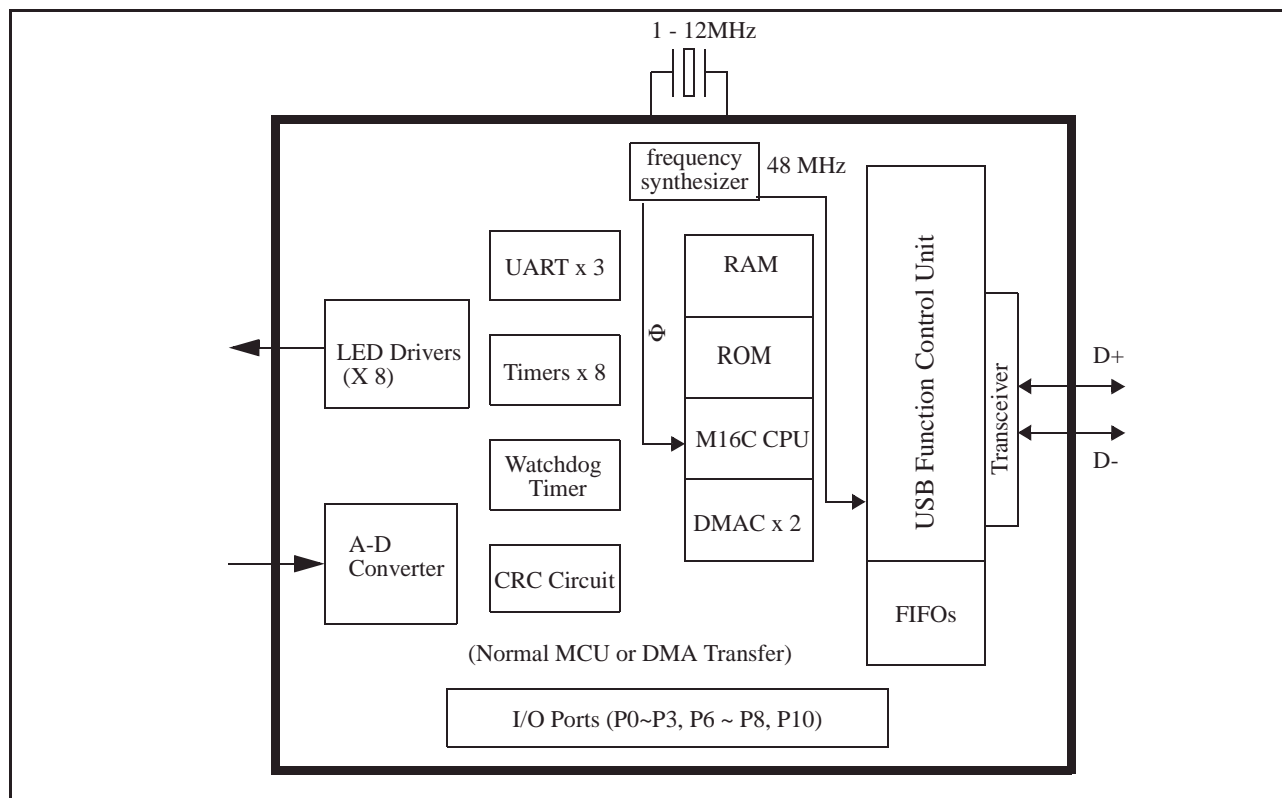 1 - 12MHz
frequency
synthesizer
48 MHz
UART x 3
RAM
USB Function Control Unit
LED Drivers
(X 8)
Timers x 8
Φ
ROM
Transceiver
D+
M16C CPU
D-
Watchdog
Timer
DMAC x 2
A-D
Converter
CRC Circuit
FIFOs
(Normal MCU or DMA Transfer)
I/O Ports (P0~P3, P6 ~ P8, P10)